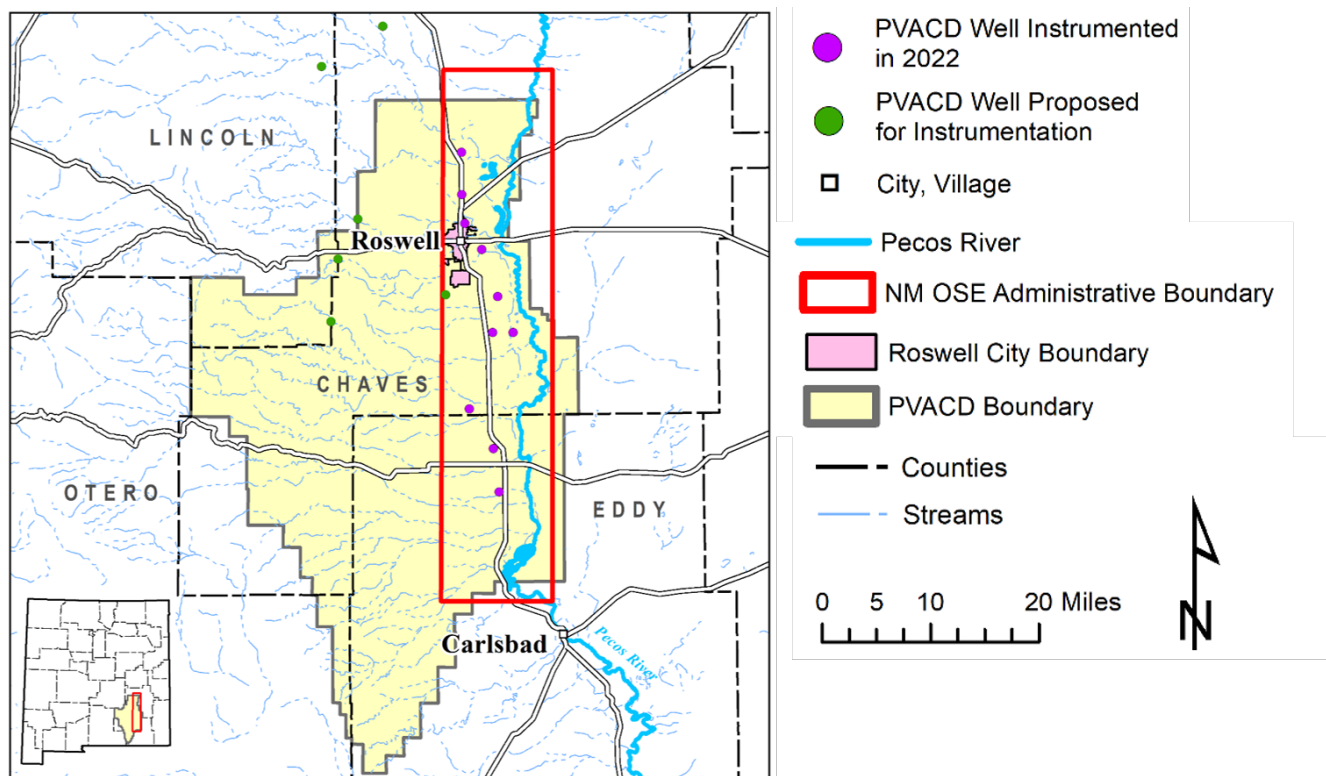 LINCOLN
Roswell
CHAVES
OTERO
EDDY
Carlsbad
Pecos River
PVACD Well Instrumented
in 2022
PVACD Well Proposed
for Instrumentation
City, Village
Pecos River
NM OSE Administrative Boundary
Roswell City Boundary
PVACD Boundary
Counties
Streams
0 5 10 20 Miles
N